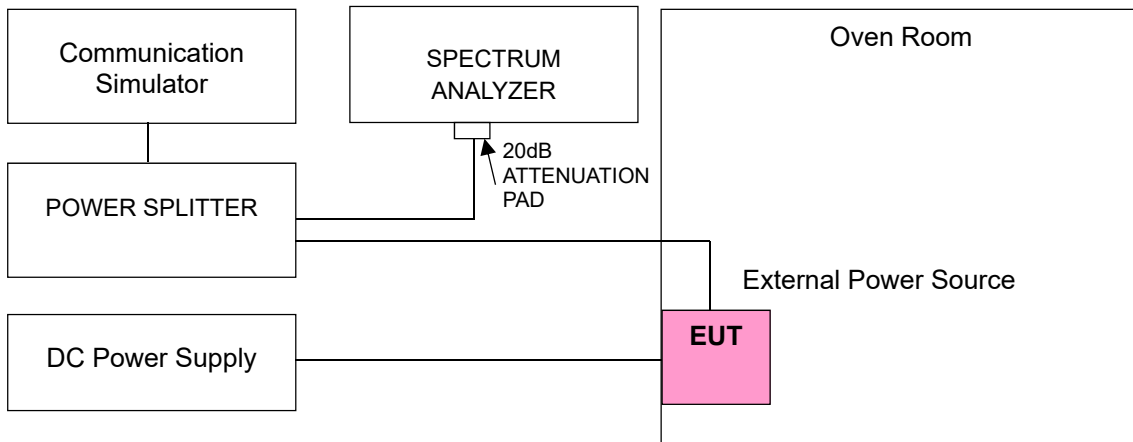 Communication
Simulator
SPECTRUM
ANALYZER
Oven Room
20dB
ATTENUATION
PAD
POWER SPLITTER
External Power Source
EUT
DC Power Supply